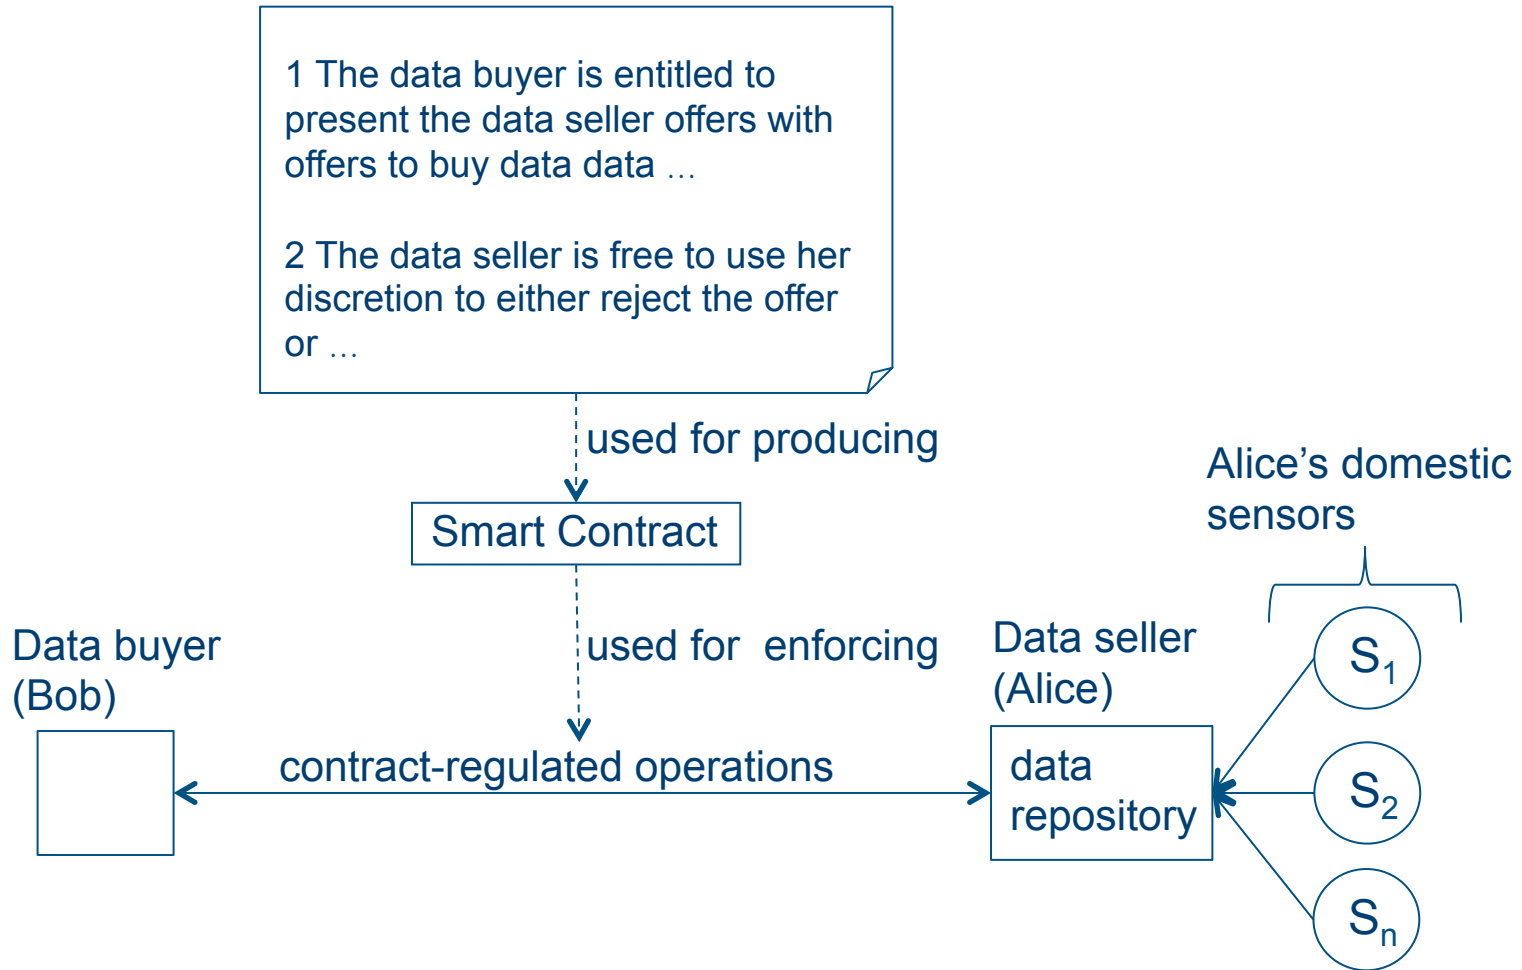 1 The data buyer is entitled to
present the data seller offers with
offers to buy data data ...
2 The data seller is free to use her
discretion to either reject the offer
or ...
used for producing
Smart Contract
used for  enforcing
contract-regulated operations
Data buyer
(Bob)
Data seller
(Alice)
data
repository
Alice’s domestic
sensors
S1
S2
Sn